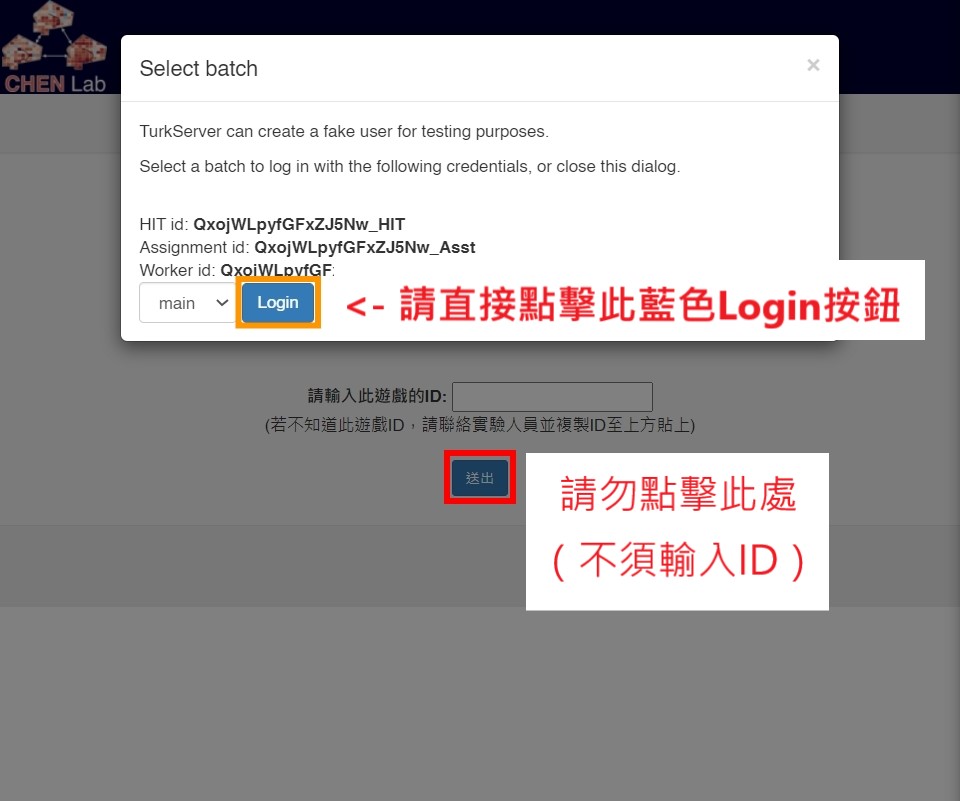 CHEN Lab
Select batch
×
TurkServer can create a fake user for testing purposes.
Select a batch to log in with the following credentials, or close this dialog.
HIT id: QxojWLpyfGFxZJ5Nw_HIT
Assignment id: QxojWLpyfGFxZJ5Nw_Asst
Worker id: QxojWLpyfGF
main Login <- 請直接點擊此藍色Login按鈕
請輸入此遊戲的ID:
(若不知道此遊戲ID，請聯絡實驗人員並複製ID至上方貼上)
送出
請勿點擊此處
（不須輸入ID）